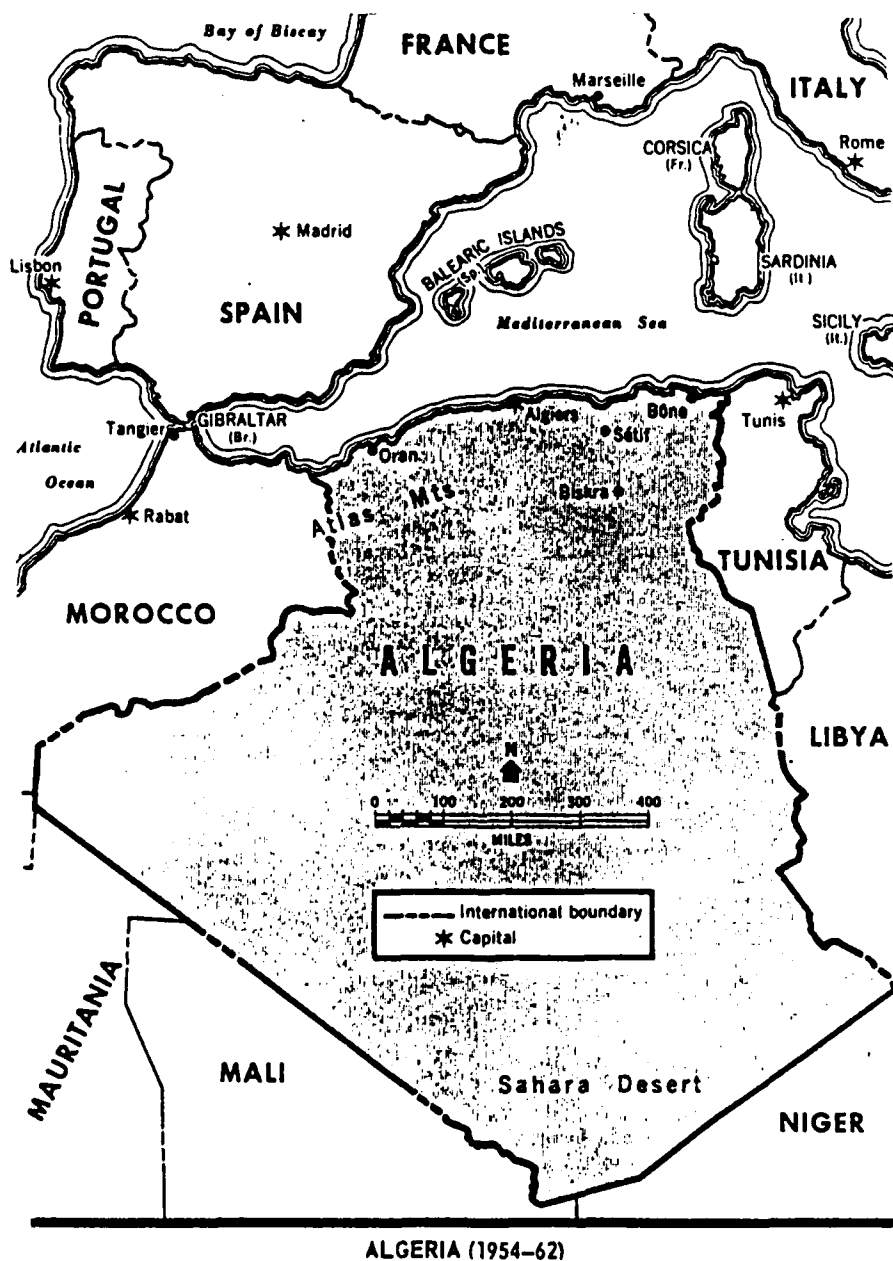 Bay of Biscay
FRANCE
Marseille
ITALY
CORSICA
(Fr.)
Rome
PORTUGAL
Madrid
Lisbon
BALEARIC ISLANDS
(Sp.)
SARDINIA
(It.)
SPAIN
Mediterranean Sea
SICILY
(It.)
GIBRALTAR
(Br.)
Tangier
Algiers
Bône
Tunis
Atlantic
Ocean
Oran
Sétif
Rabat
Atlas Mts
Biskra
TUNISIA
MOROCCO
ALGERIA
LIBYA
N
0 100 200 300 400
MILES
International boundary
Capital
MAURITANIA
MALI
Sahara Desert
NIGER
ALGERIA (1954–62)